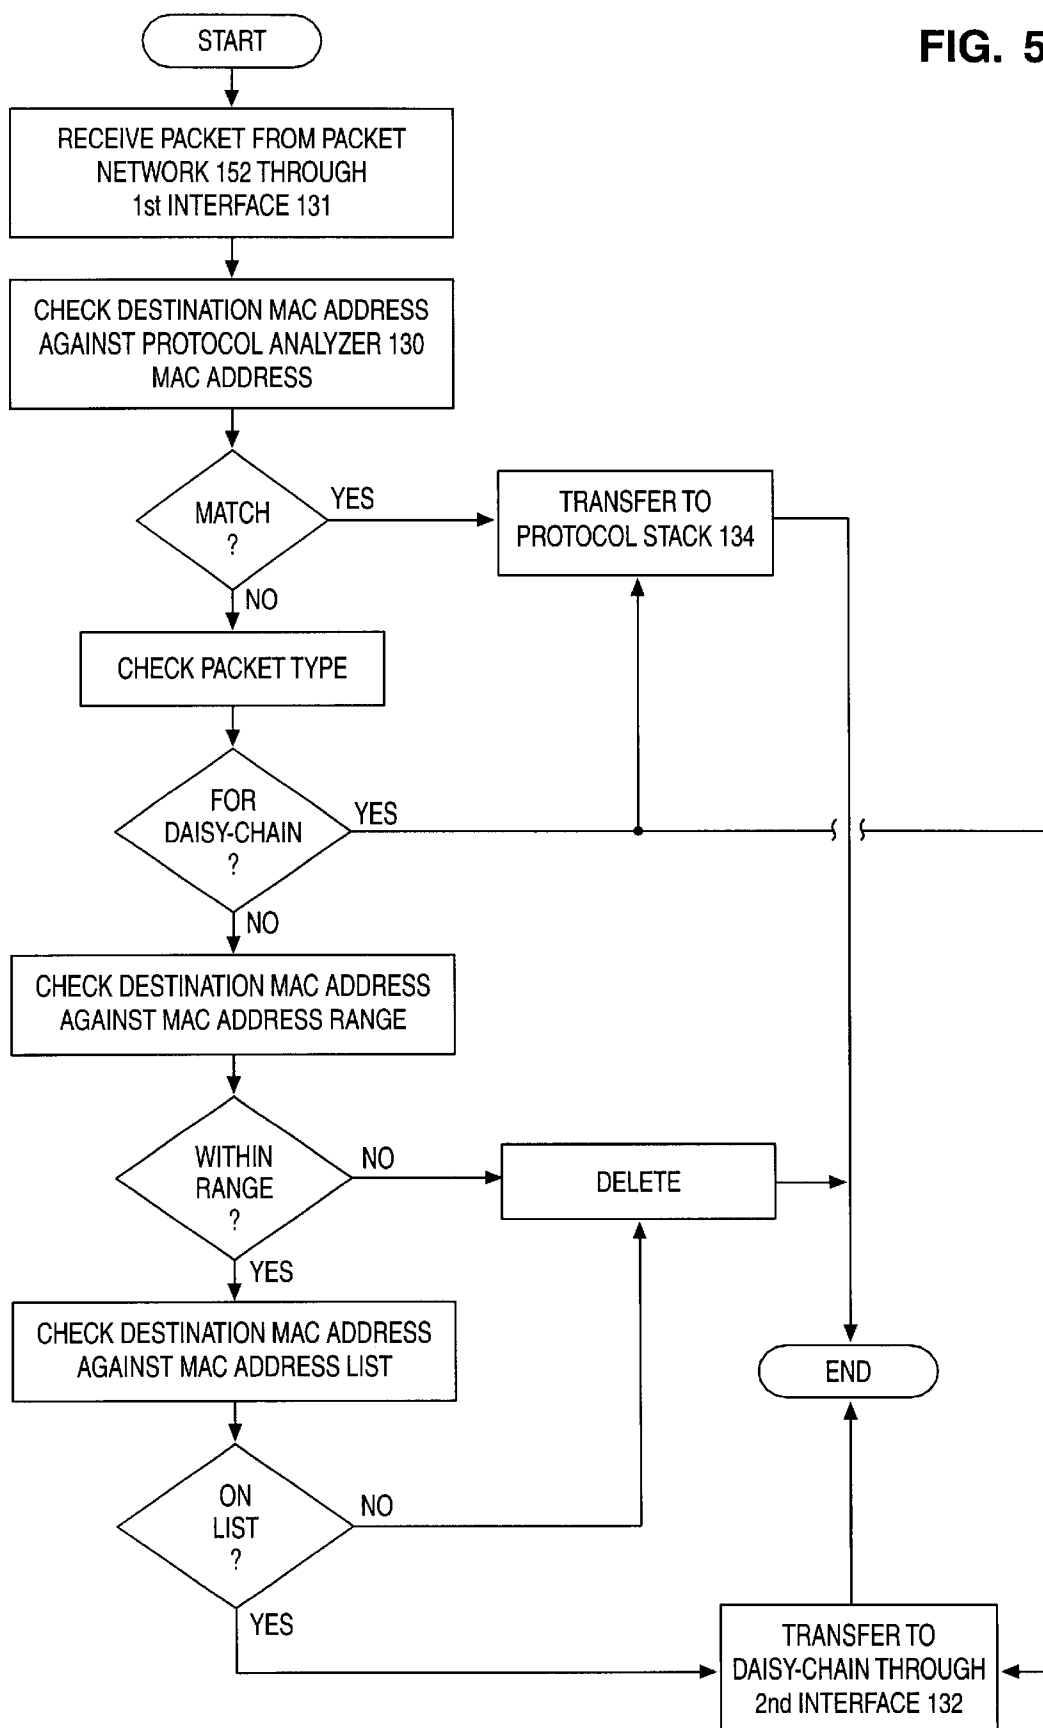 START
FIG. 5
RECEIVE PACKET FROM PACKET
NETWORK 152 THROUGH
1st INTERFACE 131
CHECK DESTINATION MAC ADDRESS
AGAINST PROTOCOL ANALYZER 130
MAC ADDRESS
MATCH
?
YES
TRANSFER TO
PROTOCOL STACK 134
NO
CHECK PACKET TYPE
FOR
DAISY-CHAIN
?
YES
NO
CHECK DESTINATION MAC ADDRESS
AGAINST MAC ADDRESS RANGE
WITHIN
RANGE
?
NO
DELETE
YES
CHECK DESTINATION MAC ADDRESS
AGAINST MAC ADDRESS LIST
END
ON
LIST
?
NO
YES
TRANSFER TO
DAISY-CHAIN THROUGH
2nd INTERFACE 132